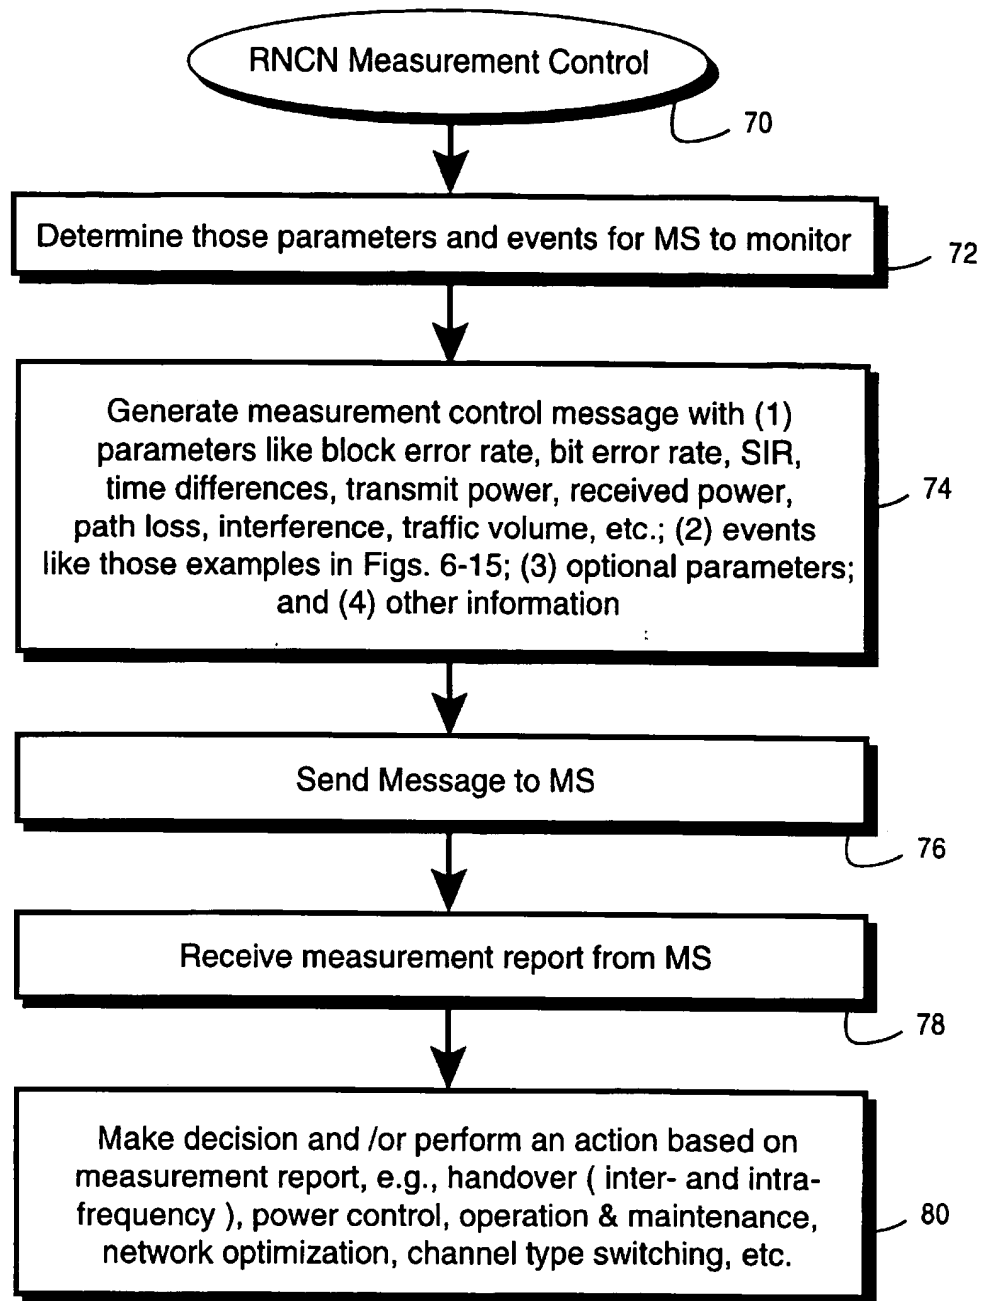 RNCN Measurement Control
70
Determine those parameters and events for MS to monitor
72
Generate measurement control message with (1)
parameters like block error rate, bit error rate, SIR,
time differences, transmit power, received power,
path loss, interference, traffic volume, etc.; (2) events
like those examples in Figs. 6-15; (3) optional parameters;
and (4) other information
74
Send Message to MS
76
Receive measurement report from MS
78
Make decision and /or perform an action based on
measurement report, e.g., handover ( inter- and intra-
frequency ), power control, operation & maintenance,
network optimization, channel type switching, etc.
80